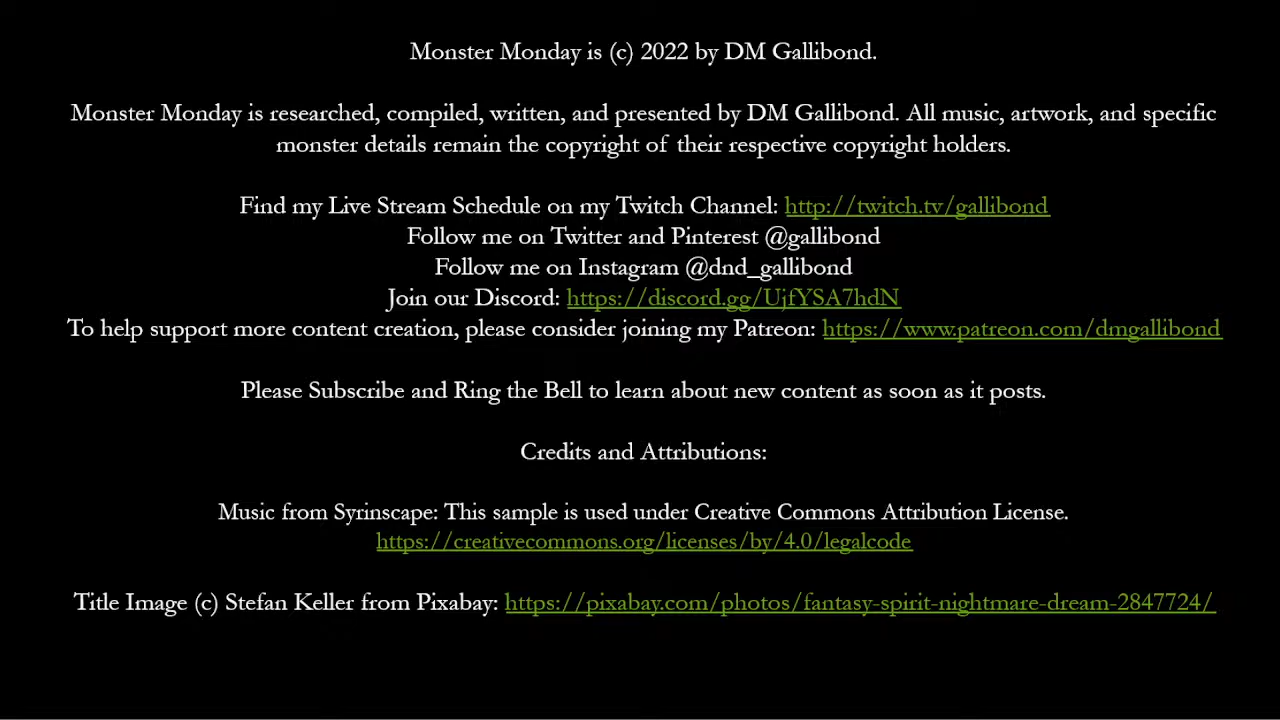 Monster Monday is (c) 2022 by DM Gallibond.
Monster Monday is researched, compiled, written, and presented by DM Gallibond. All music, artwork, and specific
monster details remain the copyright of their respective copyright holders.
Find my Live Stream Schedule on my Twitch Channel: http://twitch.tv/gallibond
Follow me on Twitter and Pinterest @gallibond
Follow me on Instagram @dnd_gallibond
Join our Discord: https://discord.gg/UjfYSA7hdN
To help support more content creation, please consider joining my Patreon: https://www.patreon.com/dmgallibond
Please Subscribe and Ring the Bell to learn about new content as soon as it posts.
Credits and Attributions:
Music from Syrinscape: This sample is used under Creative Commons Attribution License.
https://creativecommons.org/licenses/by/4.0/legalcode
Title Image (c) Stefan Keller from Pixabay: https://pixabay.com/photos/fantasy-spirit-nightmare-dream-2847724/